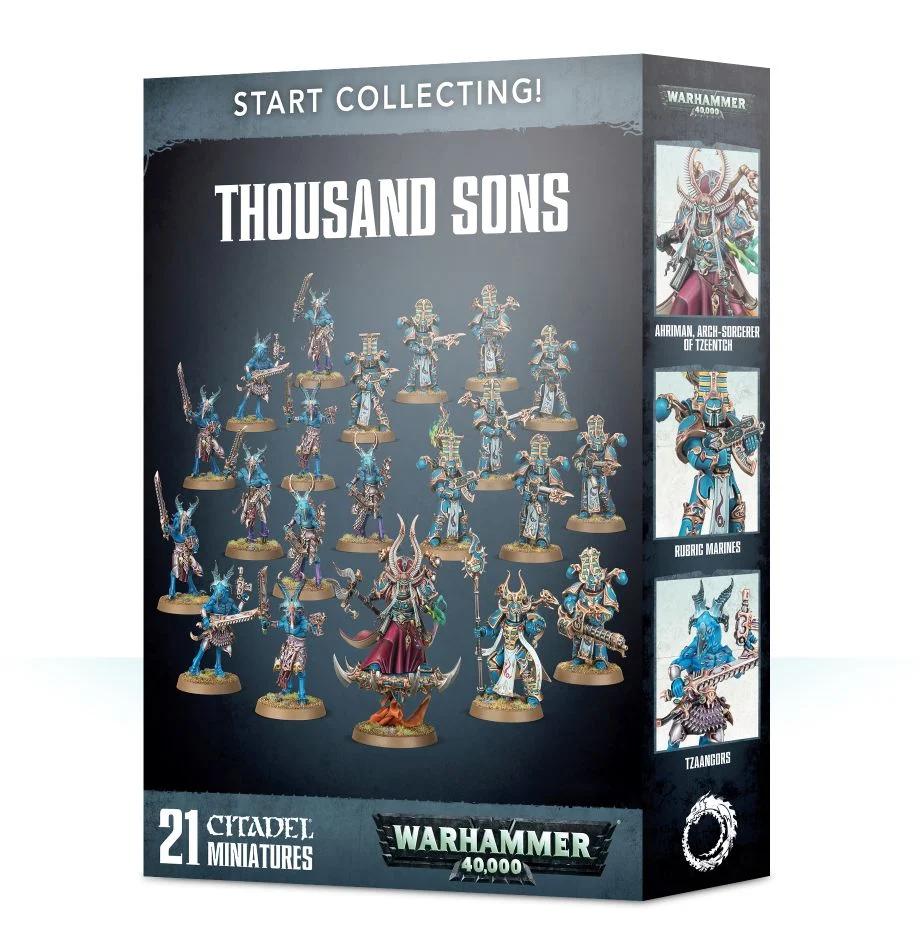 START COLLECTING!
THOUSAND SONS
21 CITADEL
MINIATURES
WARHAMMER
40,000
WARHAMMER
40,000
AHRIMAN, ARCH-SORCERER
OF TZEENTCH
RUBRIC MARINES
TZAANGORS